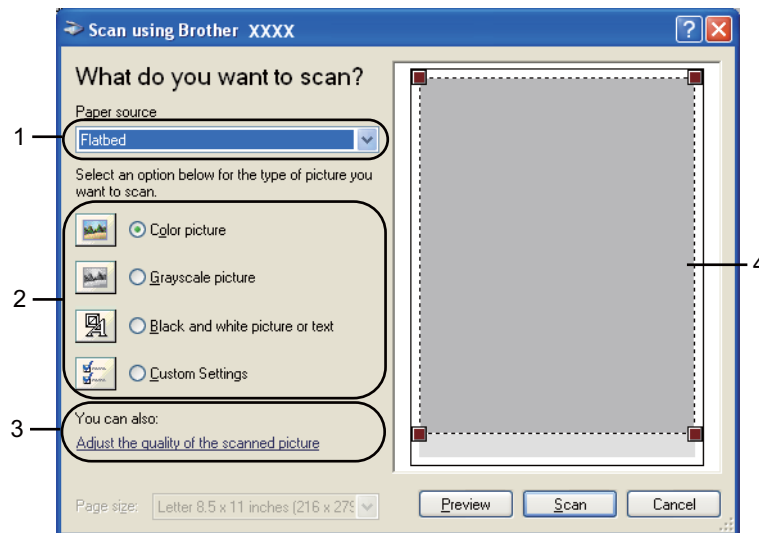 Scan using Brother XXXX
What do you want to scan?
Paper source
1
Flatbed
Select an option below for the type of picture you
want to scan.
Color picture
Grayscale picture
2
Black and white picture or text
Custom Settings
3
You can also:
Adjust the quality of the scanned picture
4
Page size:
Letter 8.5 x 11 inches (216 x 279
Preview
Scan
Cancel